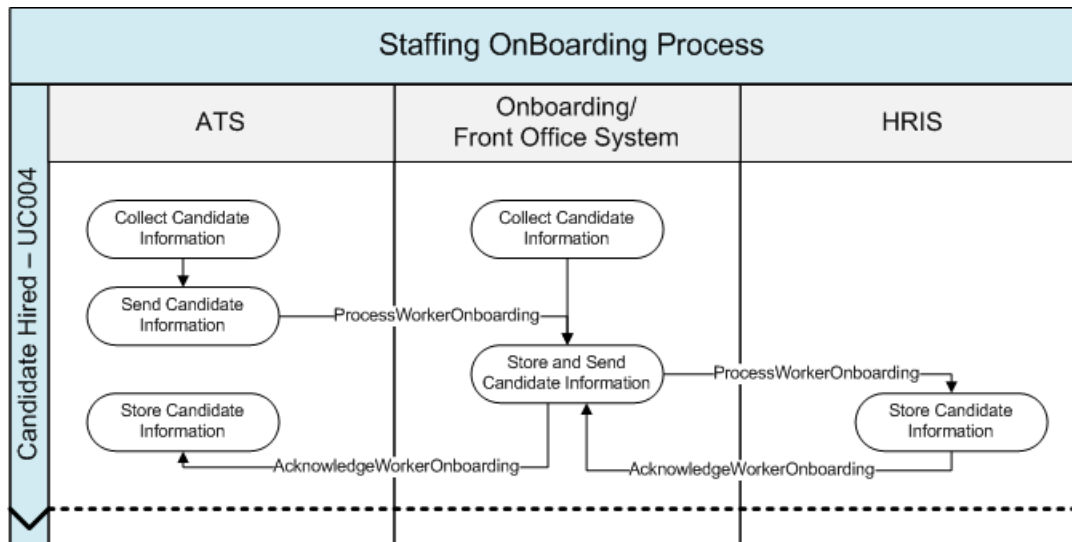 Staffing OnBoarding Process
ATS
Onboarding/
Front Office System
HRIS
Candidate Hired – UC004
Collect Candidate
Information
Collect Candidate
Information
Send Candidate
Information
ProcessWorkerOnboarding
Store and Send
Candidate Information
ProcessWorkerOnboarding
Store Candidate
Information
Store Candidate
Information
AcknowledgeWorkerOnboarding
AcknowledgeWorkerOnboarding